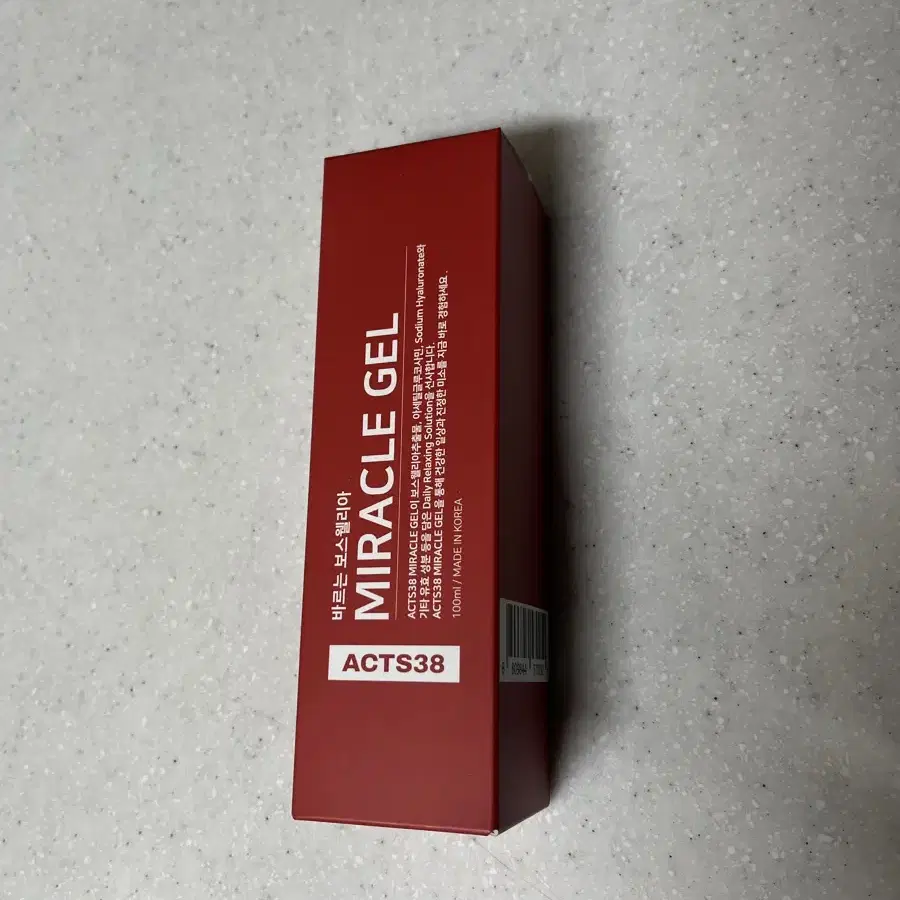 바르는 보스웰리아
MIRACLE GEL
ACTS38 MIRACLE GEL이 보스웰리아추출물, 아세틸글루코사민, Sodium Hyaluronate와
기타 유효 성분 등을 담은 Daily Relaxing Solution을 선사합니다.
ACTS38 MIRACLE GEL을 통해 건강한 일상과 진정한 미소를 지금 바로 경험하세요.
100ml / MADE IN KOREA
ACTS38